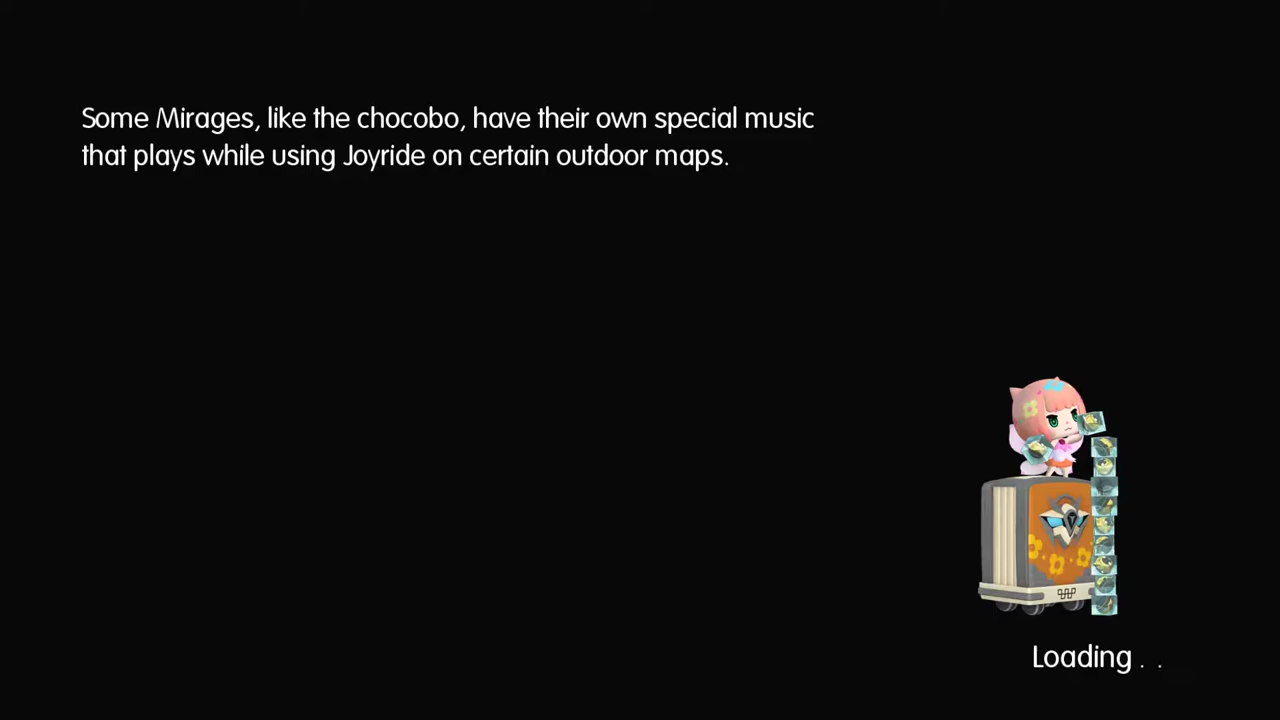 Some Mirages, like the chocobo, have their own special music
that plays while using Joyride on certain outdoor maps.
Loading . .